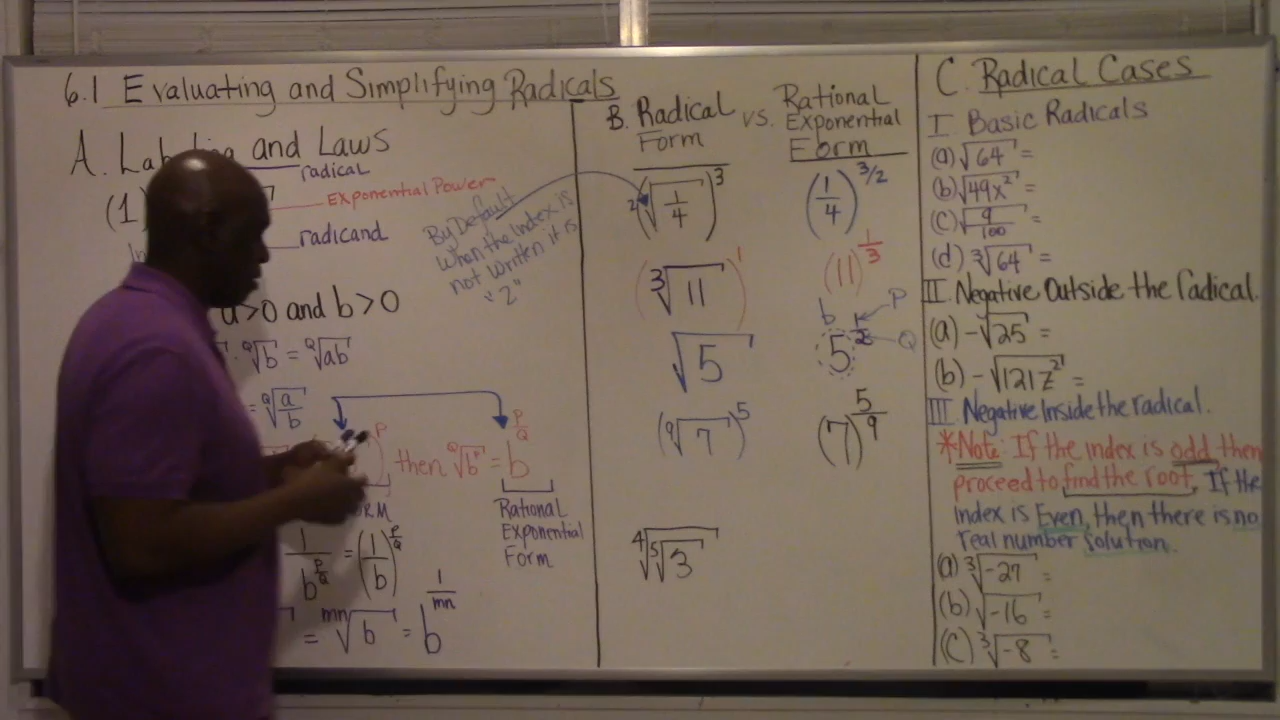 6.1 Evaluating and Simplifying Radicals
A. Labeling and Laws
radical
(1)
Exponential Power
radicand
By Default
when the Index is
not written it is
"2"
a>0 and b>0
· ᵠ√b = ᵠ√ab
= ᵠ√(a/b)
)ᴾ then ᵠ√bᴾ = b^(P/Q)
Rational
Exponential
Form
1/b^(P/Q) = (1/b)^(P/Q)
= ᵐⁿ√b = b^(1/mn)
B. Radical Form vs. Rational Exponential Form
(²√(1/4))³ (1/4)^(3/2)
(³√11)¹ (11)^(1/3)
√5 5^(1/2)
b
P
Q
(⁹√7)⁵ (7)^(5/9)
⁴√⁵√3
C. Radical Cases
I. Basic Radicals
(a) √64 =
(b) √49x² =
(c) √(9/100) =
(d) ³√64 =
II. Negative Outside the radical.
(a) -√25 =
(b) -√121z² =
III. Negative Inside the radical.
*Note: If the index is odd then
proceed to find the root. If the
index is Even, then there is no
real number solution.
(a) ³√-27 =
(b) √-16 =
(c) ³√-8 =